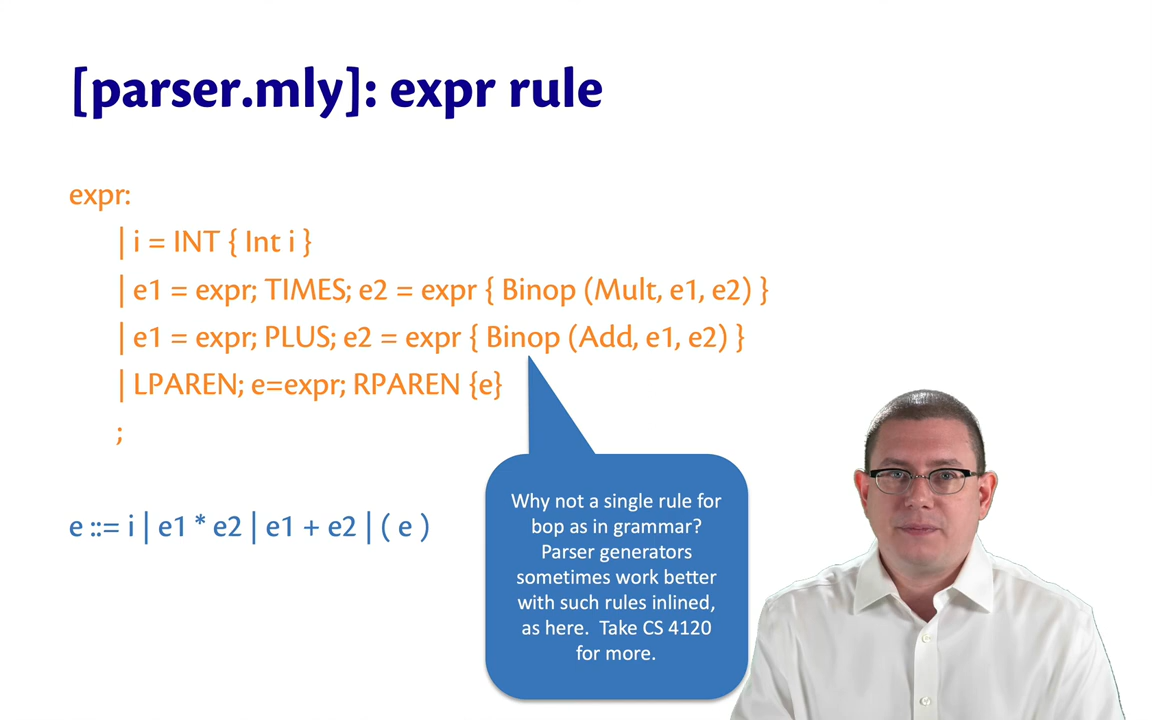 [parser.mly]: expr rule
expr:
| i = INT { Int i }
| e1 = expr; TIMES; e2 = expr { Binop (Mult, e1, e2) }
| e1 = expr; PLUS; e2 = expr { Binop (Add, e1, e2) }
| LPAREN; e=expr; RPAREN {e}
;
e ::= i | e1 * e2 | e1 + e2 | ( e )
Why not a single rule for
bop as in grammar?
Parser generators
sometimes work better
with such rules inlined,
as here. Take CS 4120
for more.